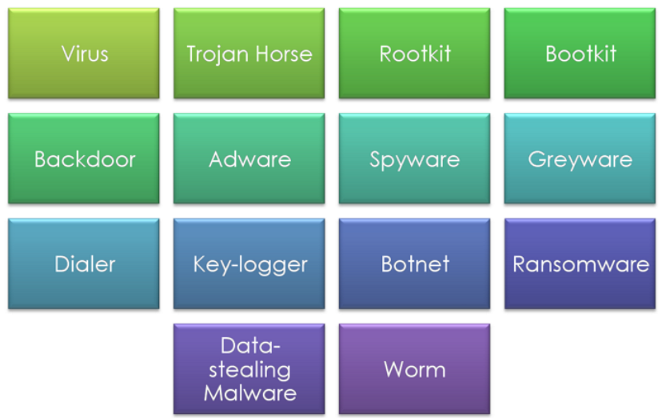 Virus
Trojan Horse
Rootkit
Bootkit
Backdoor
Adware
Spyware
Greyware
Dialer
Key-logger
Botnet
Ransomware
Data-
stealing
Malware
Worm